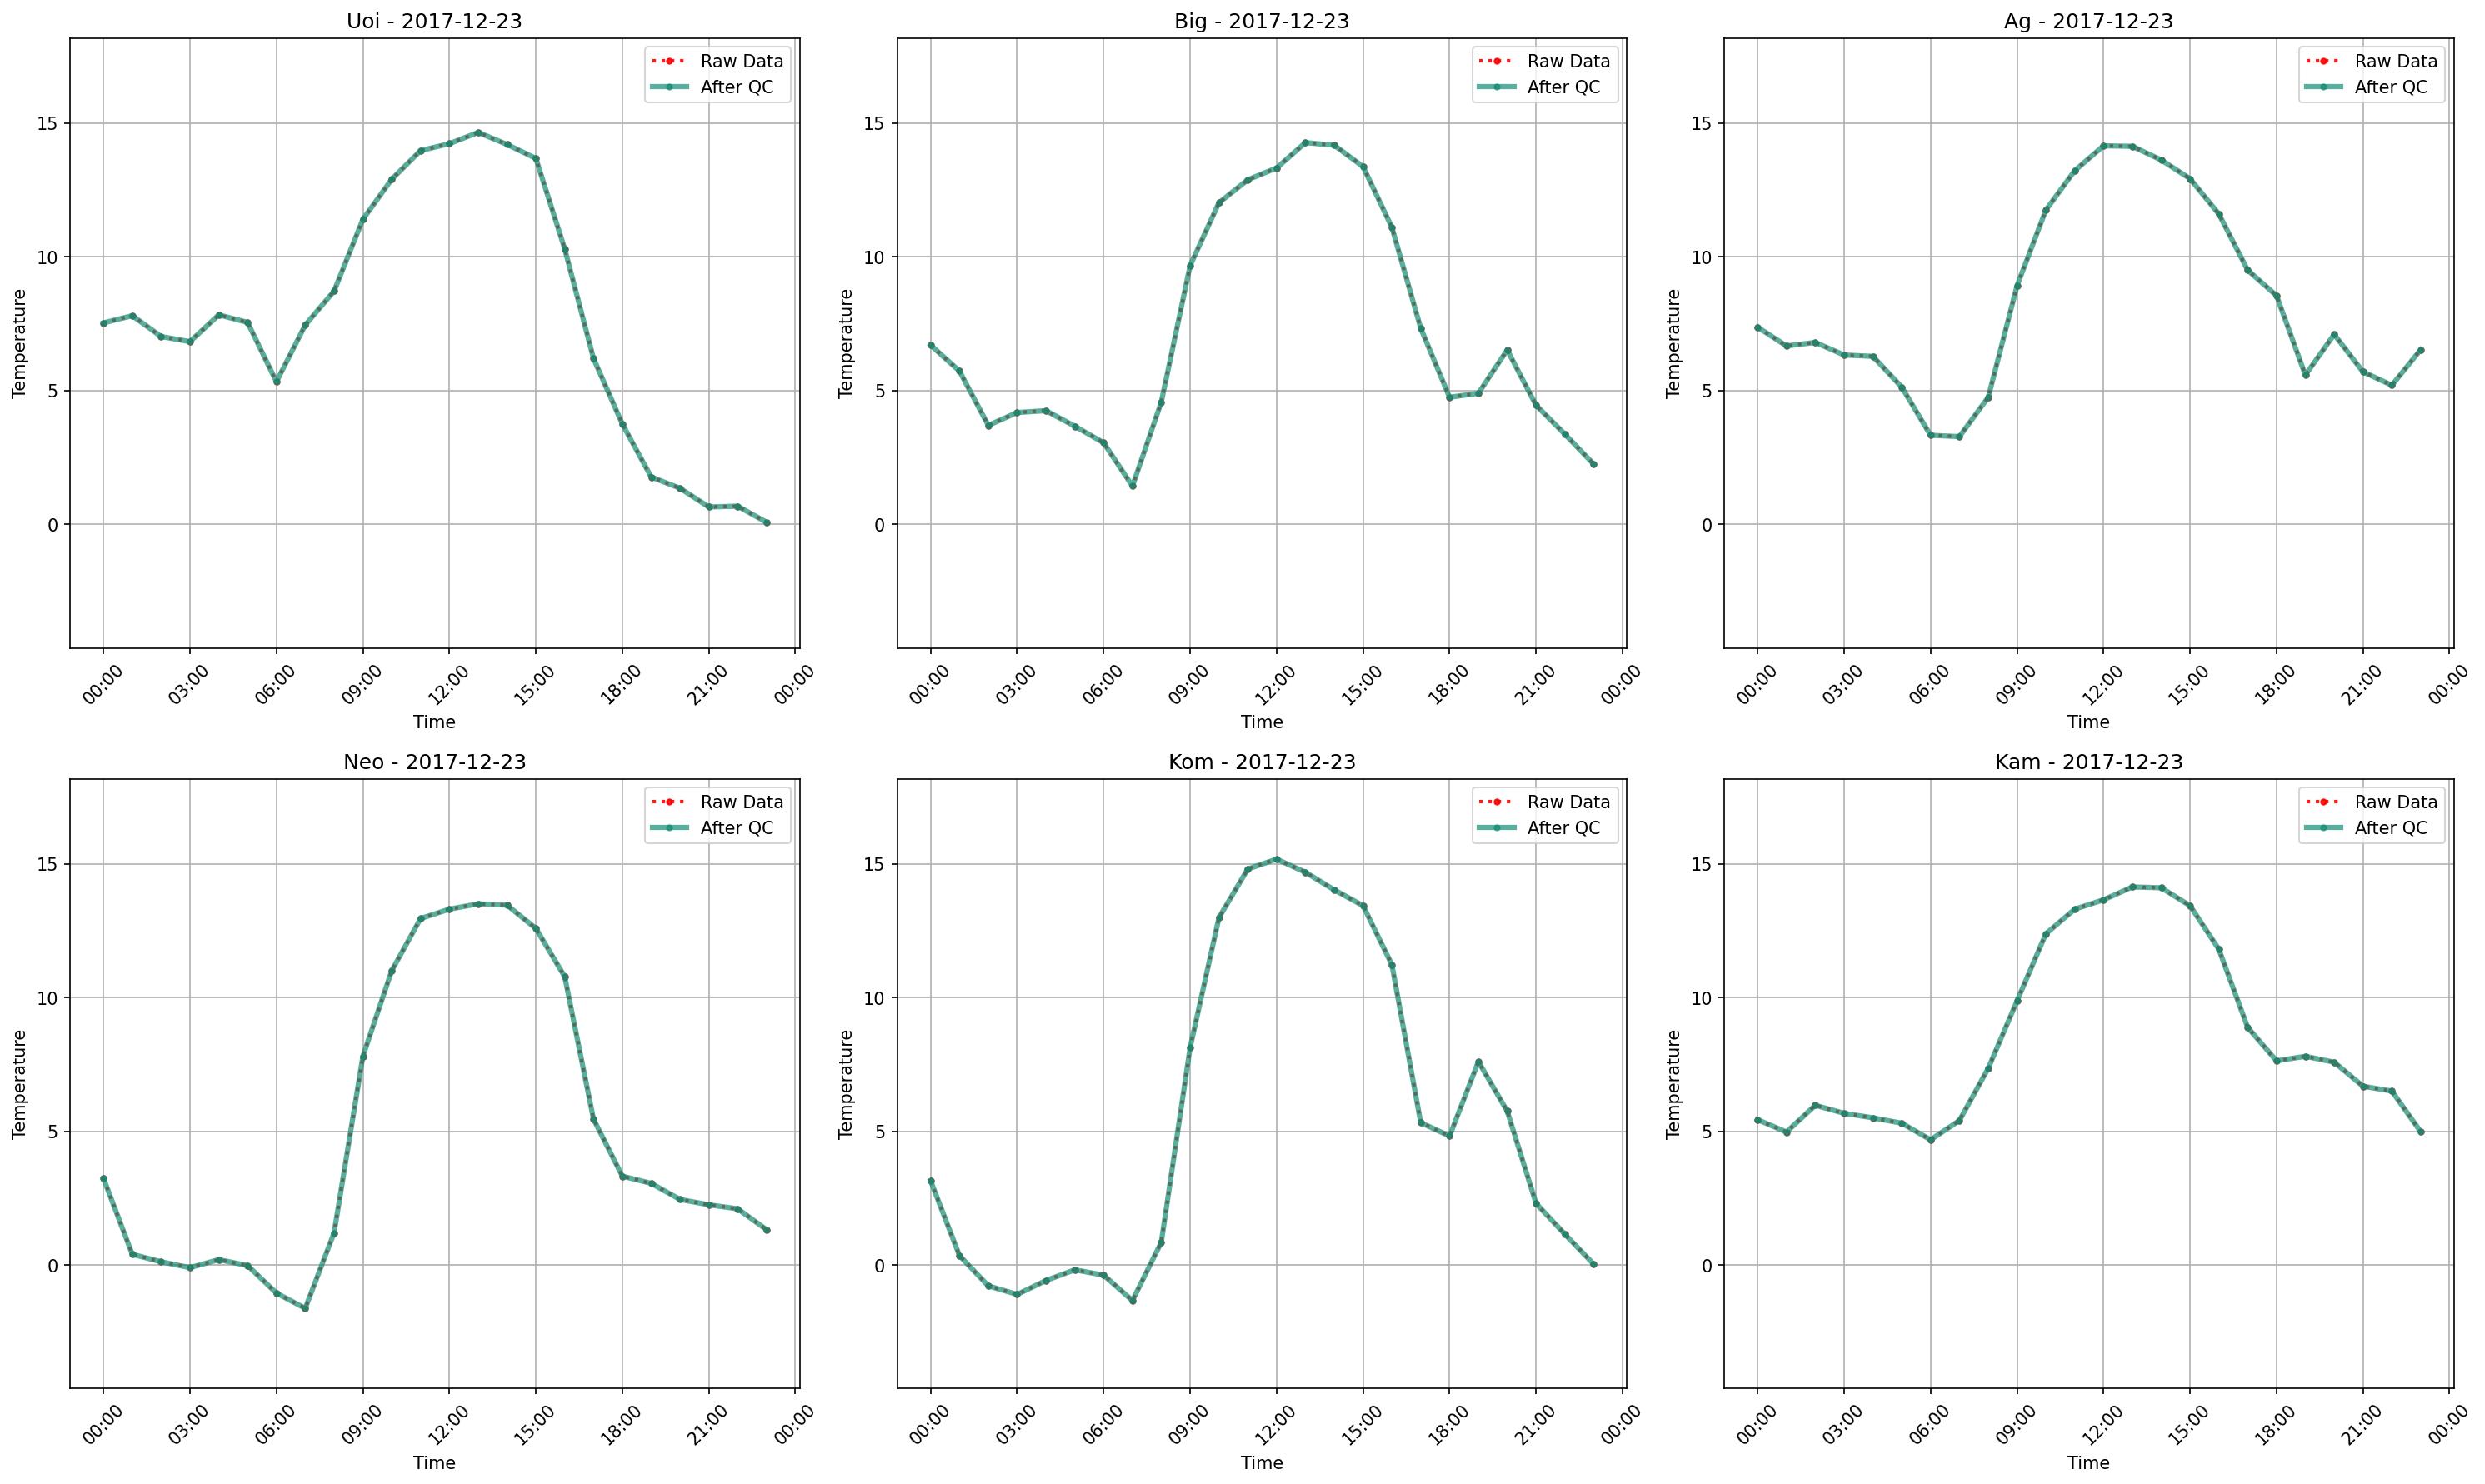 Uoi - 2017-12-23
Raw Data
After QC
Temperature
15
10
5
0
00:00
03:00
06:00
09:00
12:00
15:00
18:00
21:00
00:00
Time
Big - 2017-12-23
Raw Data
After QC
Temperature
15
10
5
0
00:00
03:00
06:00
09:00
12:00
15:00
18:00
21:00
00:00
Time
Ag - 2017-12-23
Raw Data
After QC
Temperature
15
10
5
0
00:00
03:00
06:00
09:00
12:00
15:00
18:00
21:00
00:00
Time
Neo - 2017-12-23
Raw Data
After QC
Temperature
15
10
5
0
00:00
03:00
06:00
09:00
12:00
15:00
18:00
21:00
00:00
Time
Kom - 2017-12-23
Raw Data
After QC
Temperature
15
10
5
0
00:00
03:00
06:00
09:00
12:00
15:00
18:00
21:00
00:00
Time
Kam - 2017-12-23
Raw Data
After QC
Temperature
15
10
5
0
00:00
03:00
06:00
09:00
12:00
15:00
18:00
21:00
00:00
Time